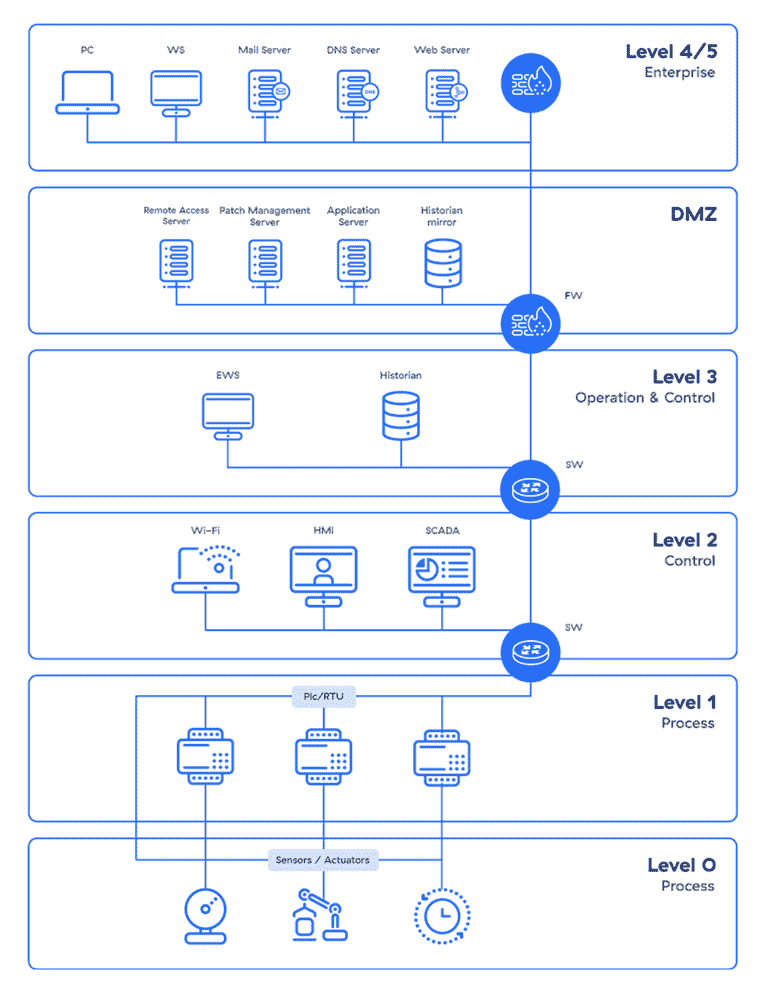 PC
WS
Mail Server
DNS Server
Web Server
Level 4/5
Enterprise
DNS
Remote Access
Server
Patch Management
Server
Application
Server
Historian
mirror
DMZ
FW
EWS
Historian
Level 3
Operation & Control
SW
Wi-Fi
HMI
SCADA
Level 2
Control
SW
Plc/RTU
Level 1
Process
Sensors / Actuators
Level 0
Process